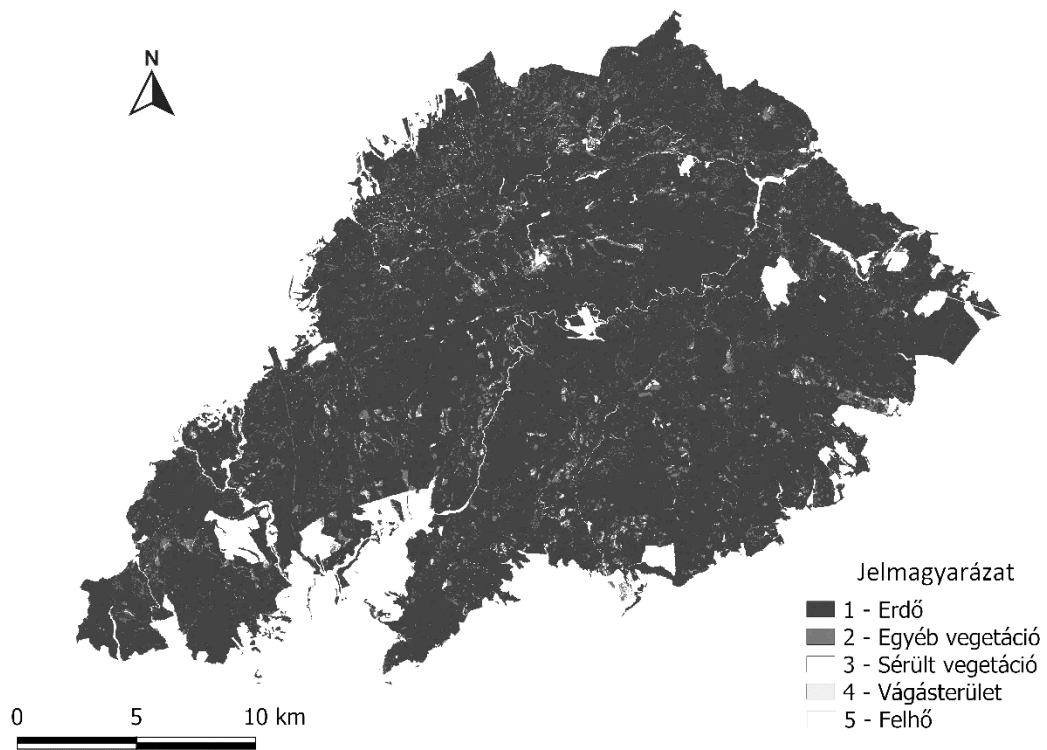 N
Jelmagyarázat
1 - Erdő
2 - Egyéb vegetáció
3 - Sérült vegetáció
4 - Vágásterület
5 - Felhő
0 5 10 km